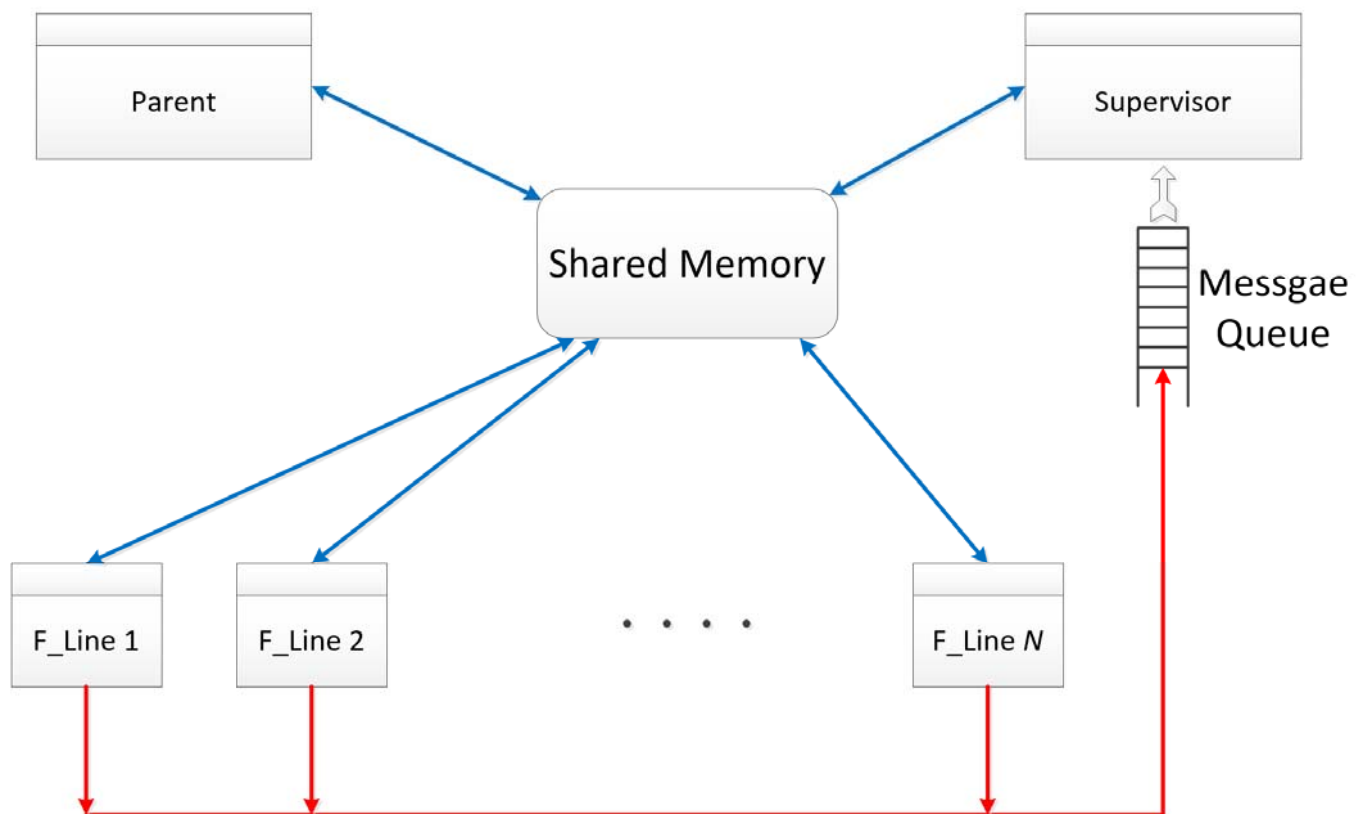 Parent
Supervisor
Shared Memory
Messgae
Queue
F_Line 1
F_Line 2
F_Line N